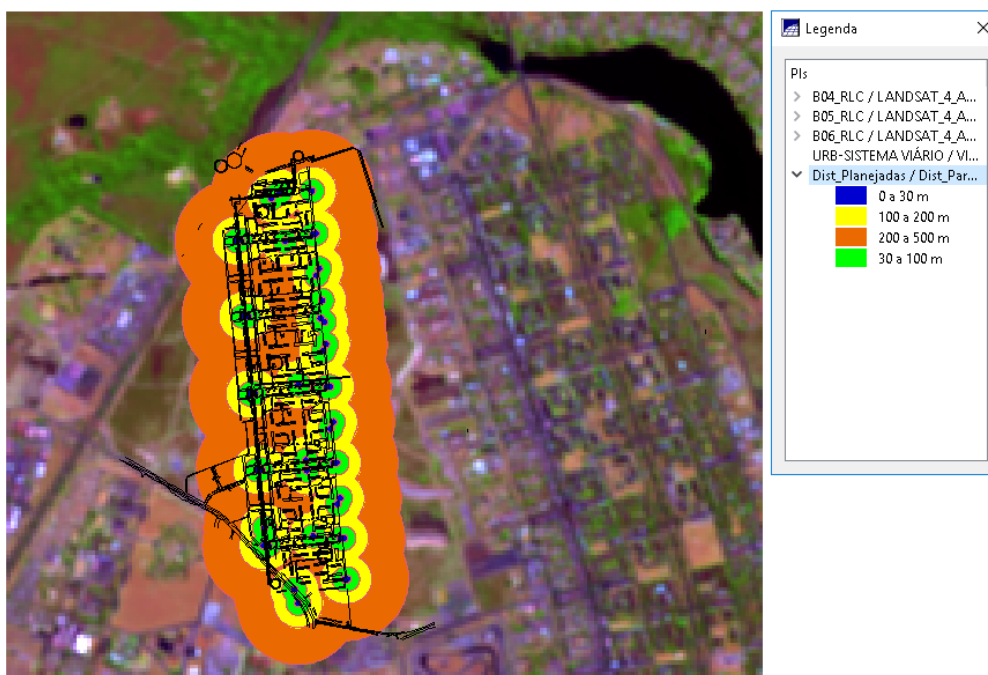 Legenda
PIs
B04_RLC / LANDSAT_4_A...
B05_RLC / LANDSAT_4_A...
B06_RLC / LANDSAT_4_A...
URB-SISTEMA VIÁRIO / VI...
Dist_Planejadas / Dist_Par...
0 a 30 m
100 a 200 m
200 a 500 m
30 a 100 m